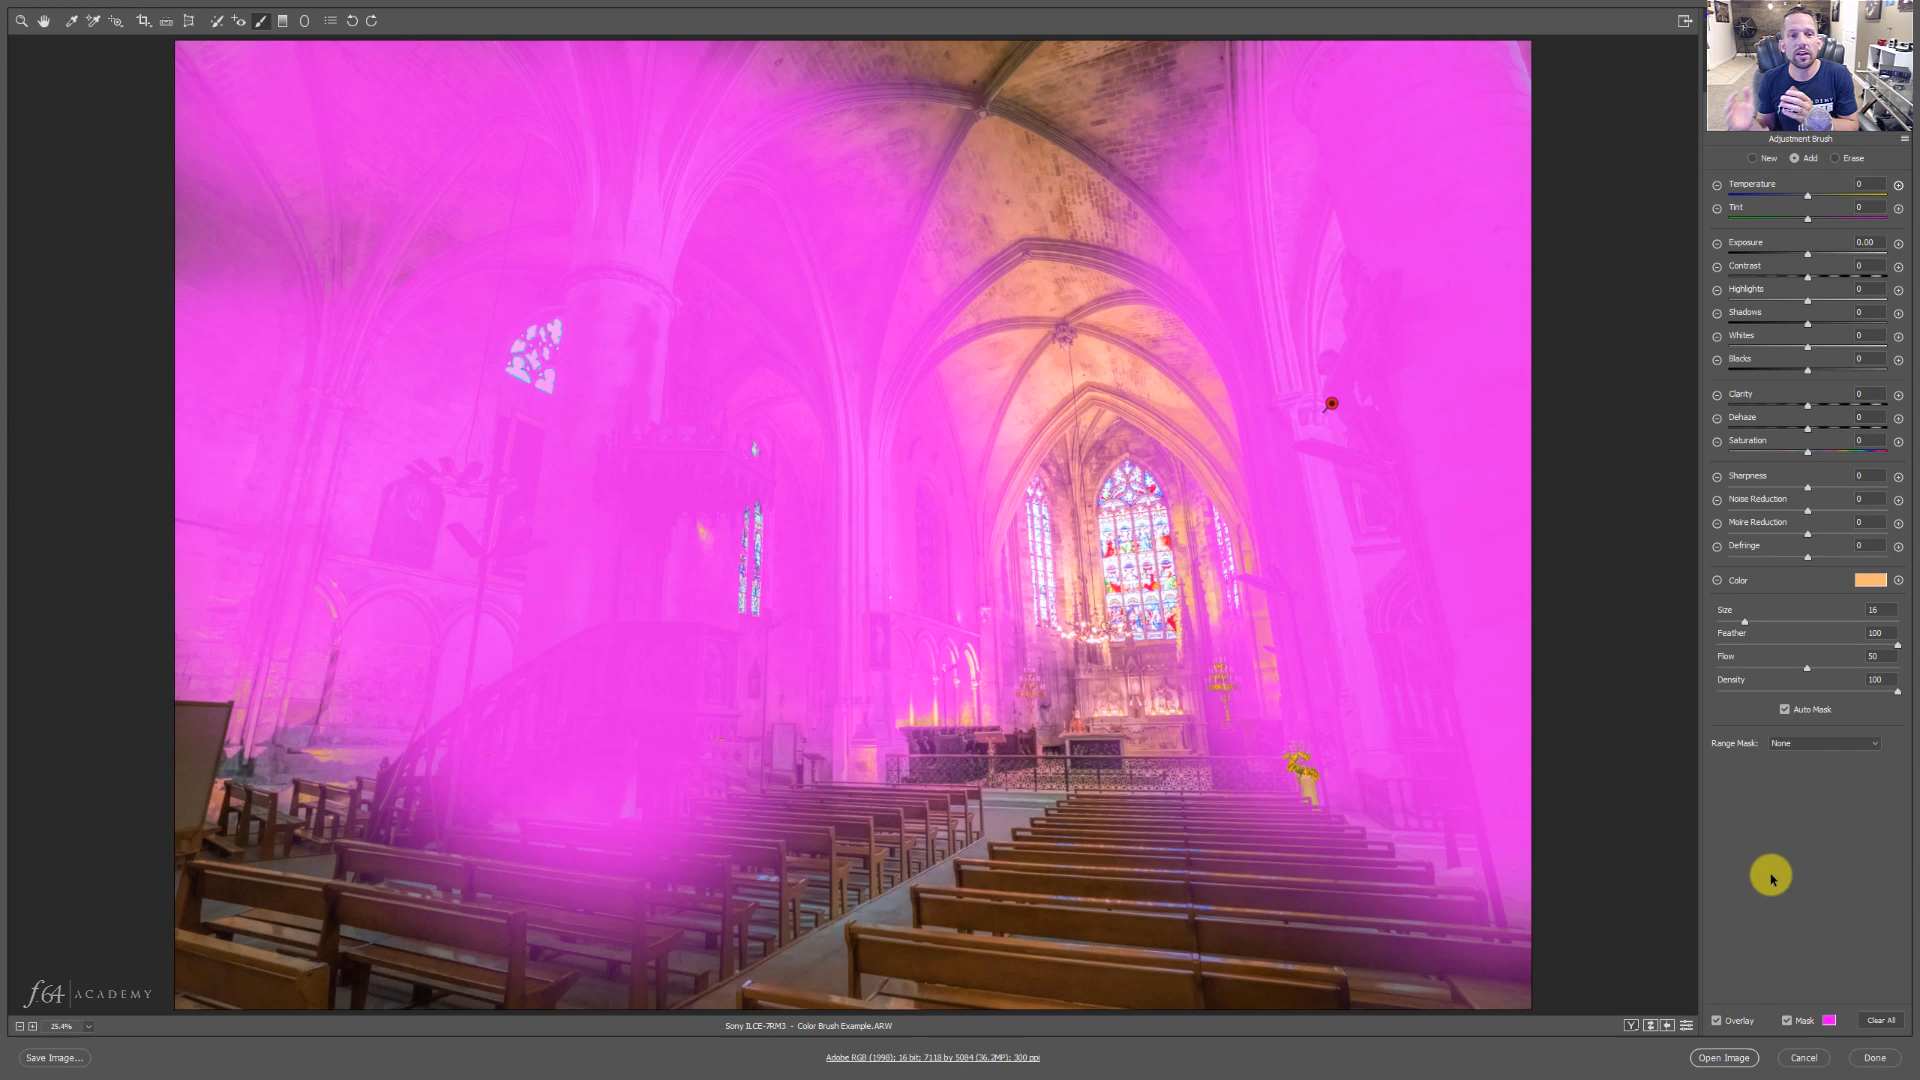 Adjustment Brush
New Add Erase
Temperature 0
Tint 0
Exposure 0.00
Contrast 0
Highlights 0
Shadows 0
Whites 0
Blacks 0
Clarity 0
Dehaze 0
Saturation 0
Sharpness 0
Noise Reduction 0
Moire Reduction 0
Defringe 0
Color
Size 16
Feather 100
Flow 50
Density 100
Auto Mask
Range Mask: None
f.64 ACADEMY
Overlay Mask Clear All
25.4% Sony ILCE-7RM3 - Color Brush Example.ARW Y
Save Image... Adobe RGB (1998); 16 bit; 7118 by 5084 (36.2MP); 300 ppi Open Image Cancel Done